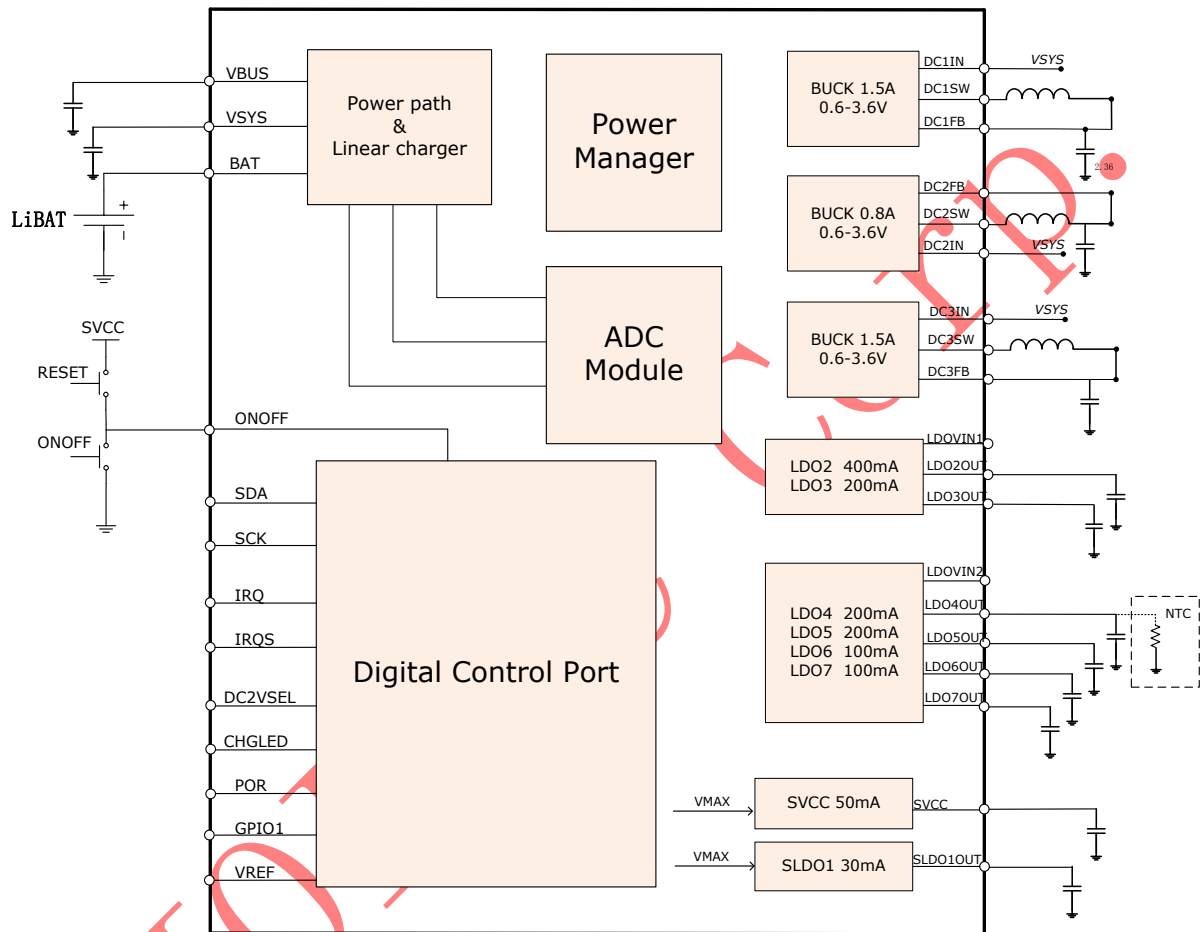 VBUS
VSYS
BAT
LiBAT
+
-
Power path
&
Linear charger
Power
Manager
BUCK 1.5A
0.6-3.6V
DC1IN
VSYS
DC1SW
DC1FB
2.36
BUCK 0.8A
0.6-3.6V
DC2FB
DC2SW
DC2IN
VSYS
ADC
Module
BUCK 1.5A
0.6-3.6V
DC3IN
VSYS
DC3SW
DC3FB
SVCC
RESET
ONOFF
ONOFF
LDO2 400mA
LDO3 200mA
LDOVIN1
LDO2OUT
LDO3OUT
SDA
SCK
IRQ
IRQS
DC2VSEL
CHGLED
POR
GPIO1
VREF
Digital Control Port
LDO4 200mA
LDO5 200mA
LDO6 100mA
LDO7 100mA
LDOVIN2
LDO4OUT
LDO5OUT
LDO6OUT
LDO7OUT
NTC
VMAX
SVCC 50mA
SVCC
VMAX
SLDO1 30mA
SLDO1OUT
Corp.